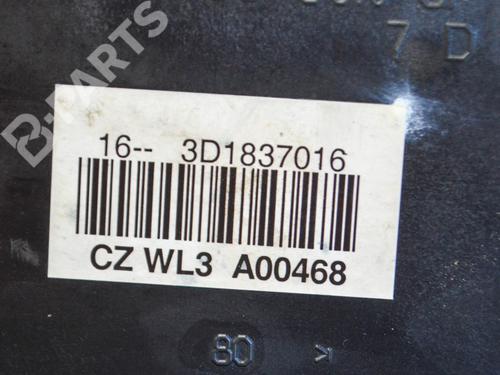 B-PARTS
7 D
16-- 3D1837016
CZ WL3 A00468
80 <